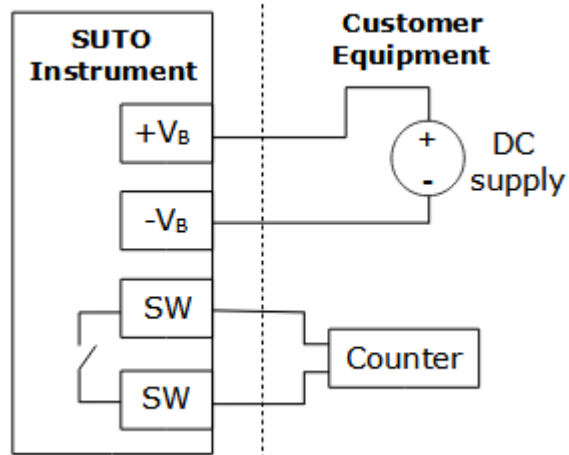 SUTO
Instrument
Customer
Equipment
+VB
-VB
SW
SW
+
-
DC
supply
Counter